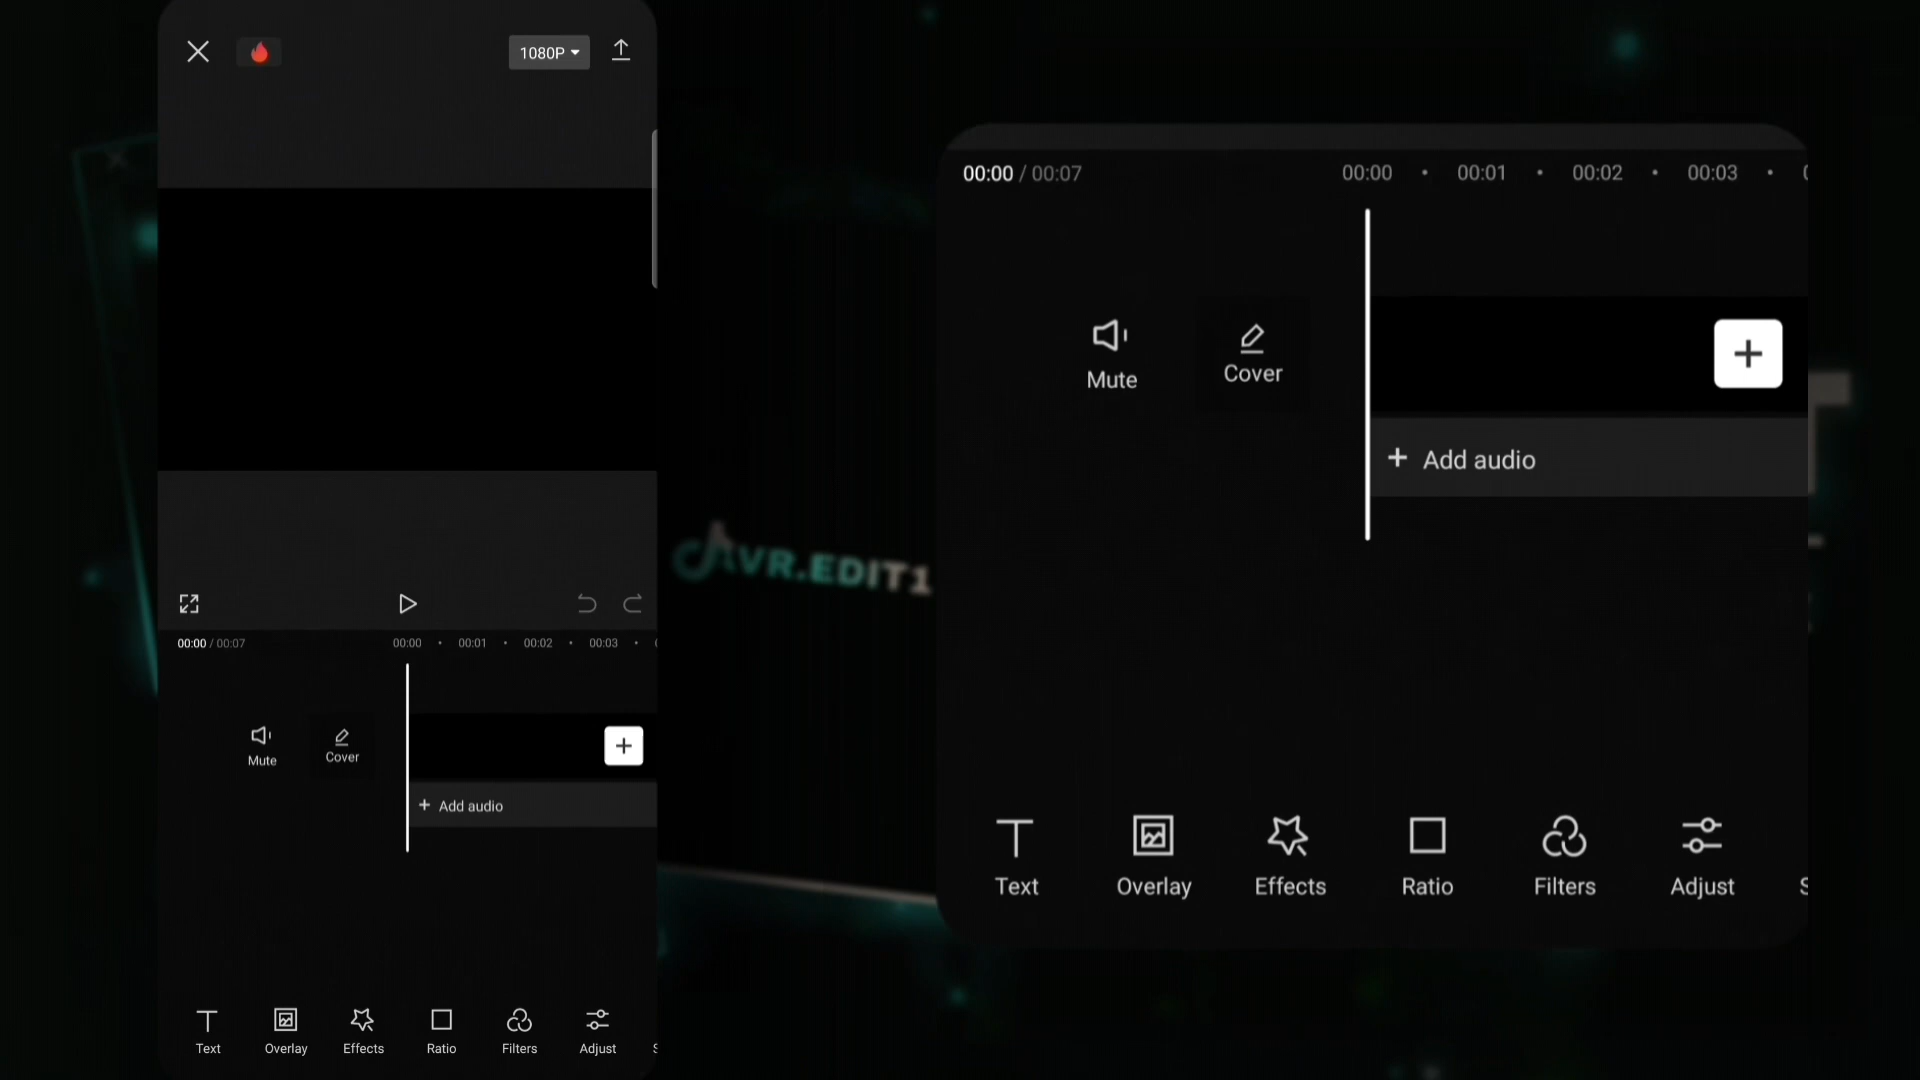 1080P
00:00 / 00:07
00:00 • 00:01 • 00:02 • 00:03 •
Mute
Cover
+ Add audio
Text
Overlay
Effects
Ratio
Filters
Adjust
VR.EDIT1
00:00 / 00:07
00:00 • 00:01 • 00:02 • 00:03 •
Mute
Cover
+ Add audio
Text
Overlay
Effects
Ratio
Filters
Adjust